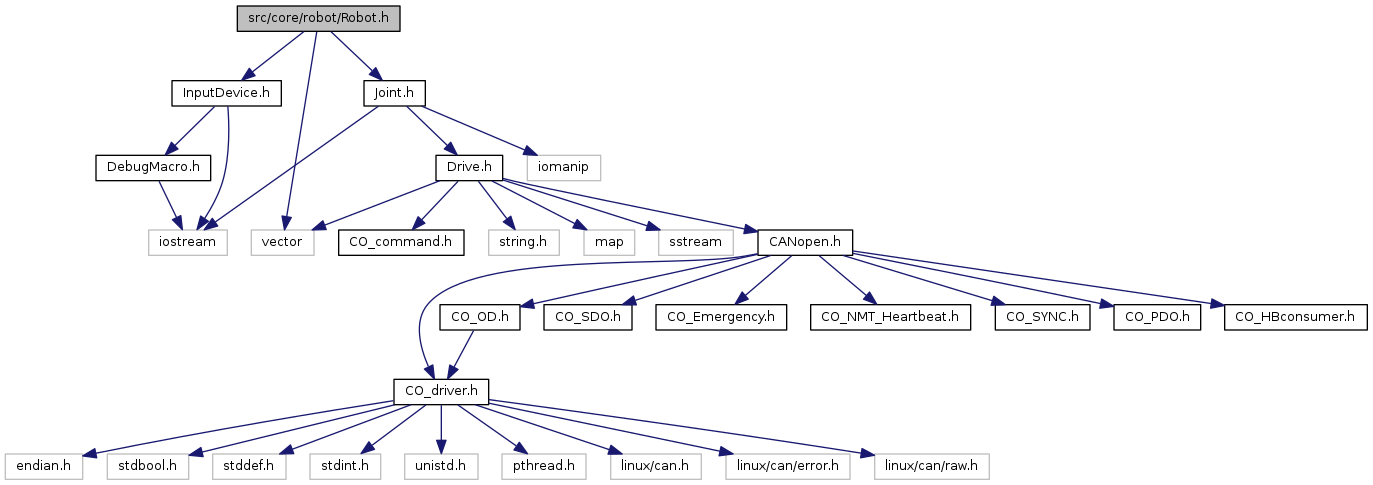 src/core/robot/Robot.h
InputDevice.h
Joint.h
DebugMacro.h
Drive.h
iomanip
iostream
vector
CO_command.h
string.h
map
sstream
CANopen.h
CO_OD.h
CO_SDO.h
CO_Emergency.h
CO_NMT_Heartbeat.h
CO_SYNC.h
CO_PDO.h
CO_HBconsumer.h
CO_driver.h
endian.h
stdbool.h
stddef.h
stdint.h
unistd.h
pthread.h
linux/can.h
linux/can/error.h
linux/can/raw.h